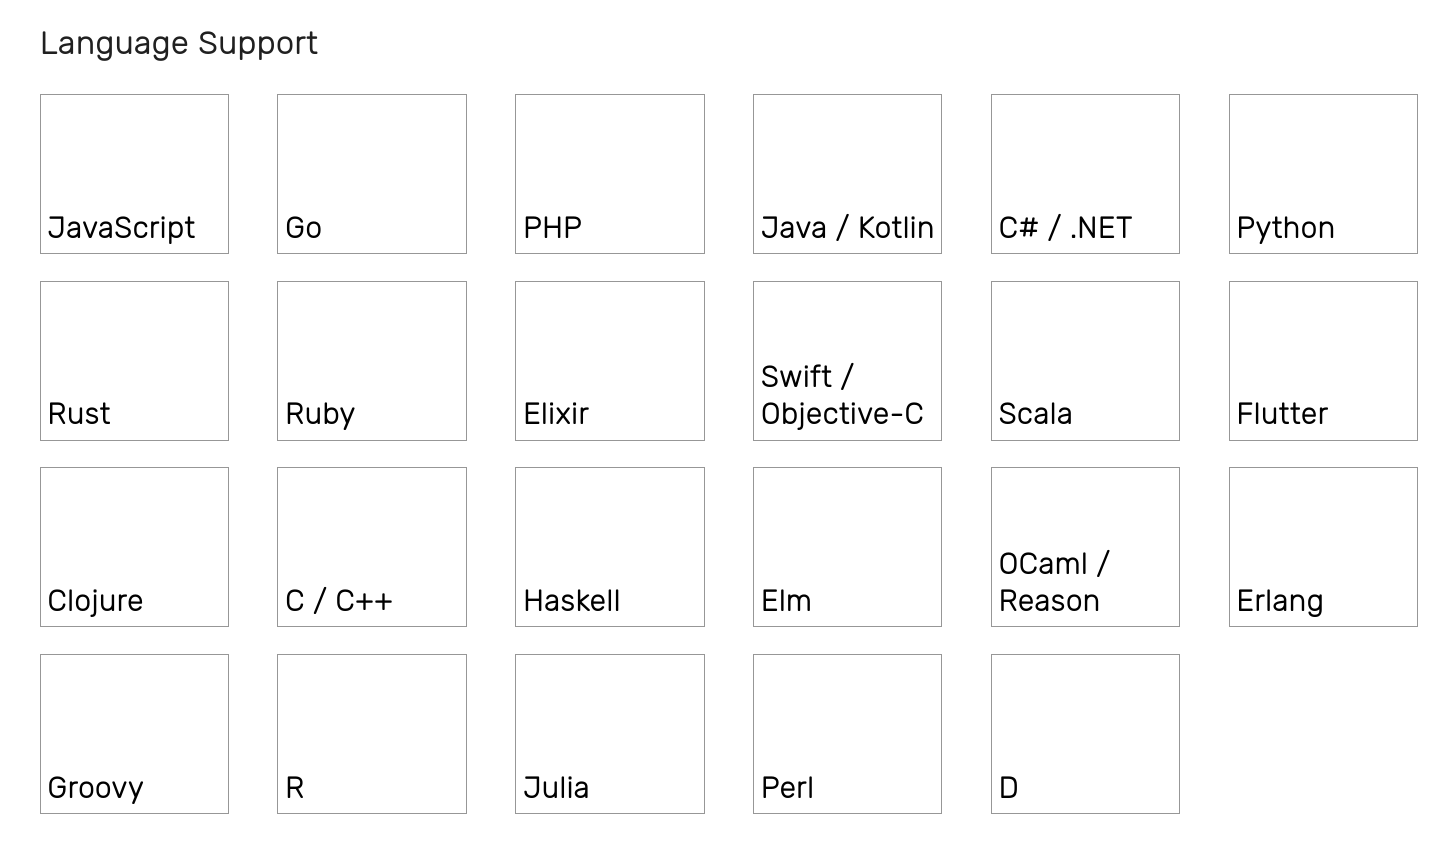 Language Support
JavaScript
Go
PHP
Java / Kotlin
C# / .NET
Python
Rust
Ruby
Elixir
Swift /
Objective-C
Scala
Flutter
Clojure
C / C++
Haskell
Elm
OCaml /
Reason
Erlang
Groovy
R
Julia
Perl
D